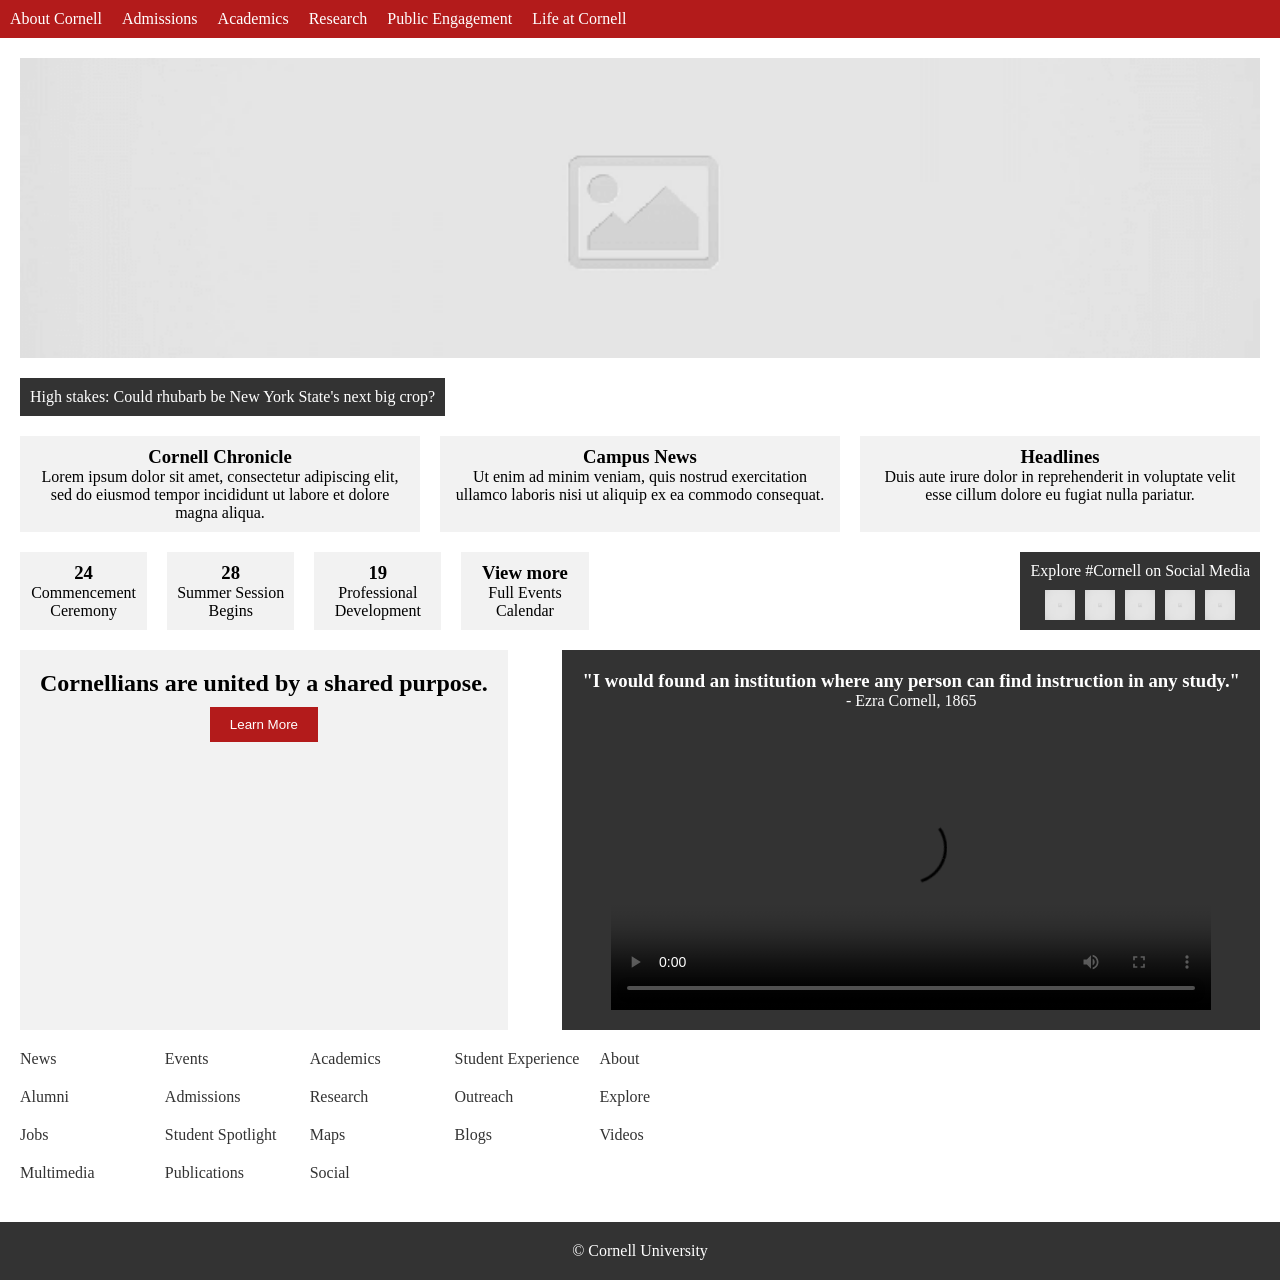 About Cornell Admissions Academics Research Public Engagement Life at Cornell
High stakes: Could rhubarb be New York State's next big crop?
Cornell Chronicle
Lorem ipsum dolor sit amet, consectetur adipiscing elit,
sed do eiusmod tempor incididunt ut labore et dolore
magna aliqua.
Campus News
Ut enim ad minim veniam, quis nostrud exercitation
ullamco laboris nisi ut aliquip ex ea commodo consequat.
Headlines
Duis aute irure dolor in reprehenderit in voluptate velit
esse cillum dolore eu fugiat nulla pariatur.
24
Commencement
Ceremony
28
Summer Session
Begins
19
Professional
Development
View more
Full Events
Calendar
Explore #Cornell on Social Media
Cornellians are united by a shared purpose.
Learn More
"I would found an institution where any person can find instruction in any study."
- Ezra Cornell, 1865
0:00
News Events Academics Student Experience About
Alumni Admissions Research Outreach Explore
Jobs Student Spotlight Maps Blogs Videos
Multimedia Publications Social
© Cornell University